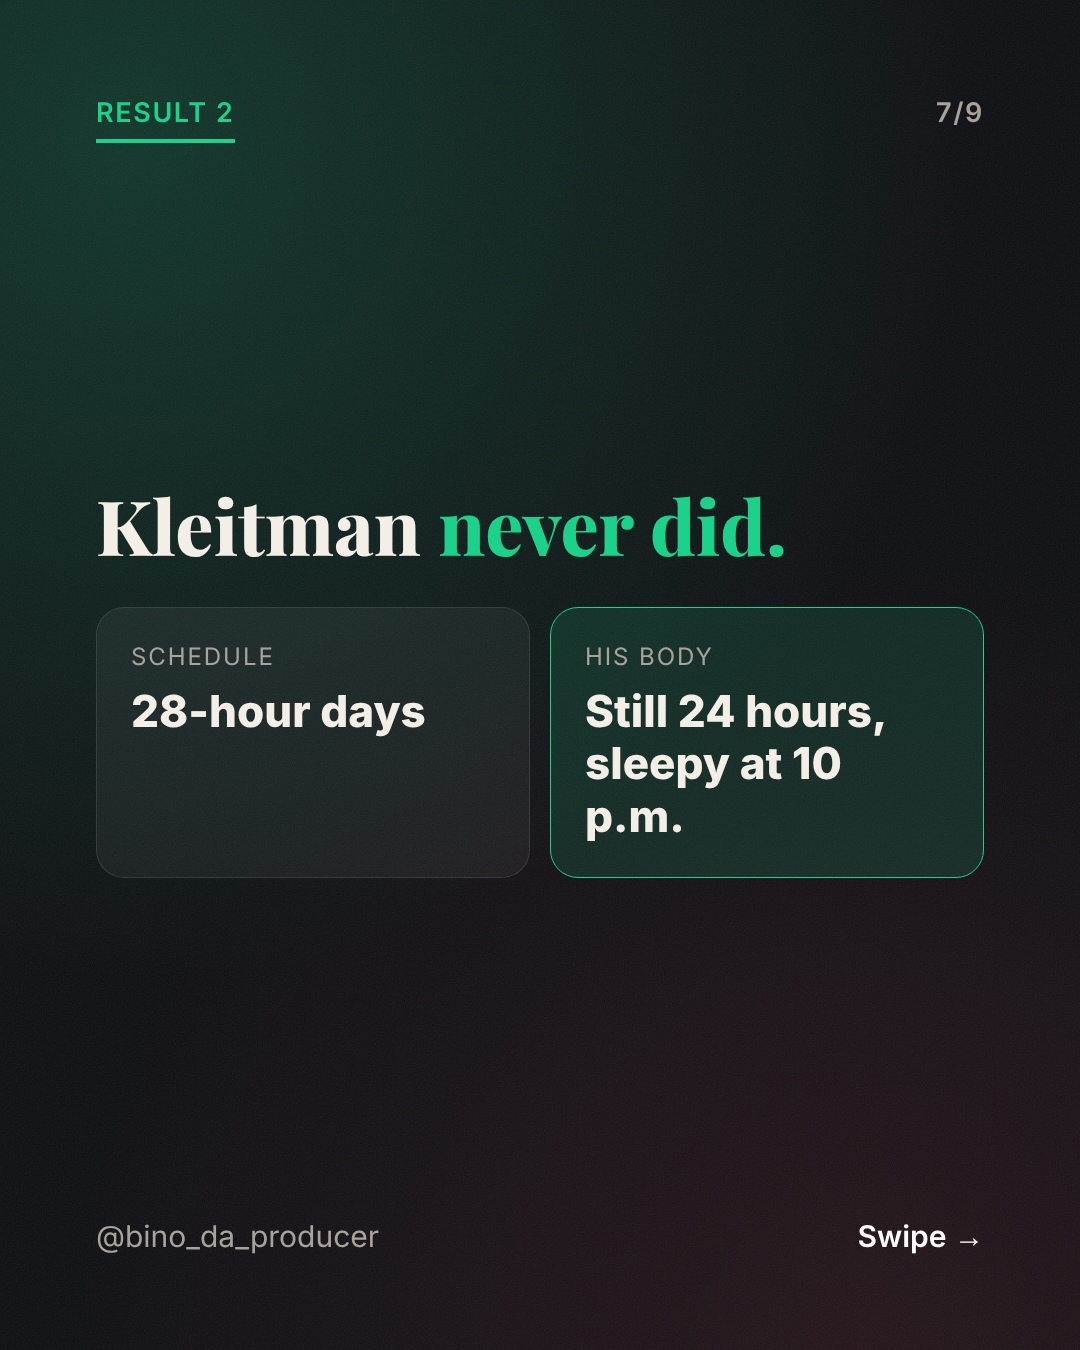 RESULT 2
7/9
Kleitman never did.
SCHEDULE
28-hour days
HIS BODY
Still 24 hours,
sleepy at 10
p.m.
@bino_da_producer
Swipe →